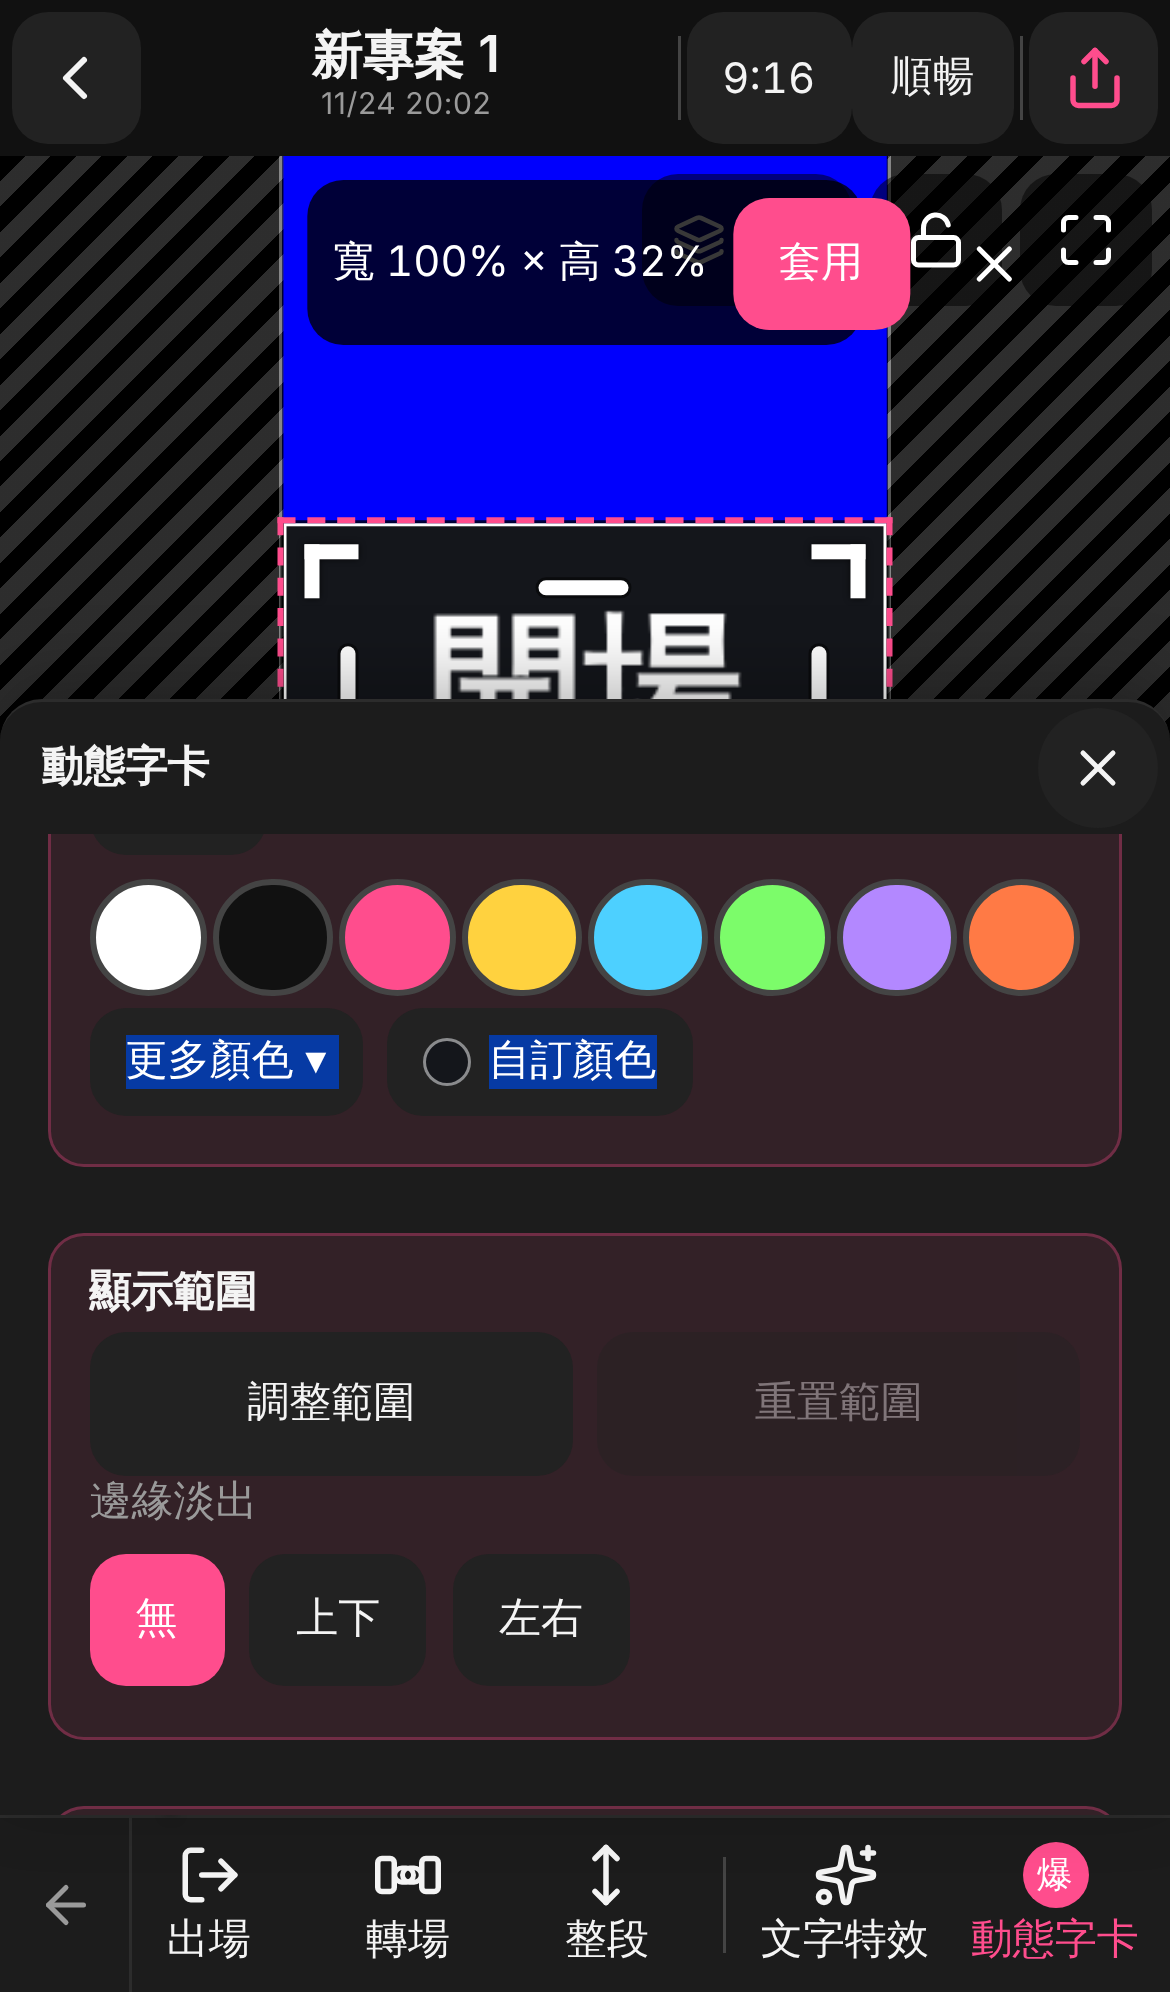 新專案 1
11/24 20:02
9:16
順暢
寬 100% × 高 32%
套用
開場
動態字卡
更多顏色 ▾
自訂顏色
顯示範圍
調整範圍
重置範圍
邊緣淡出
無
上下
左右
出場
轉場
整段
文字特效
爆
動態字卡